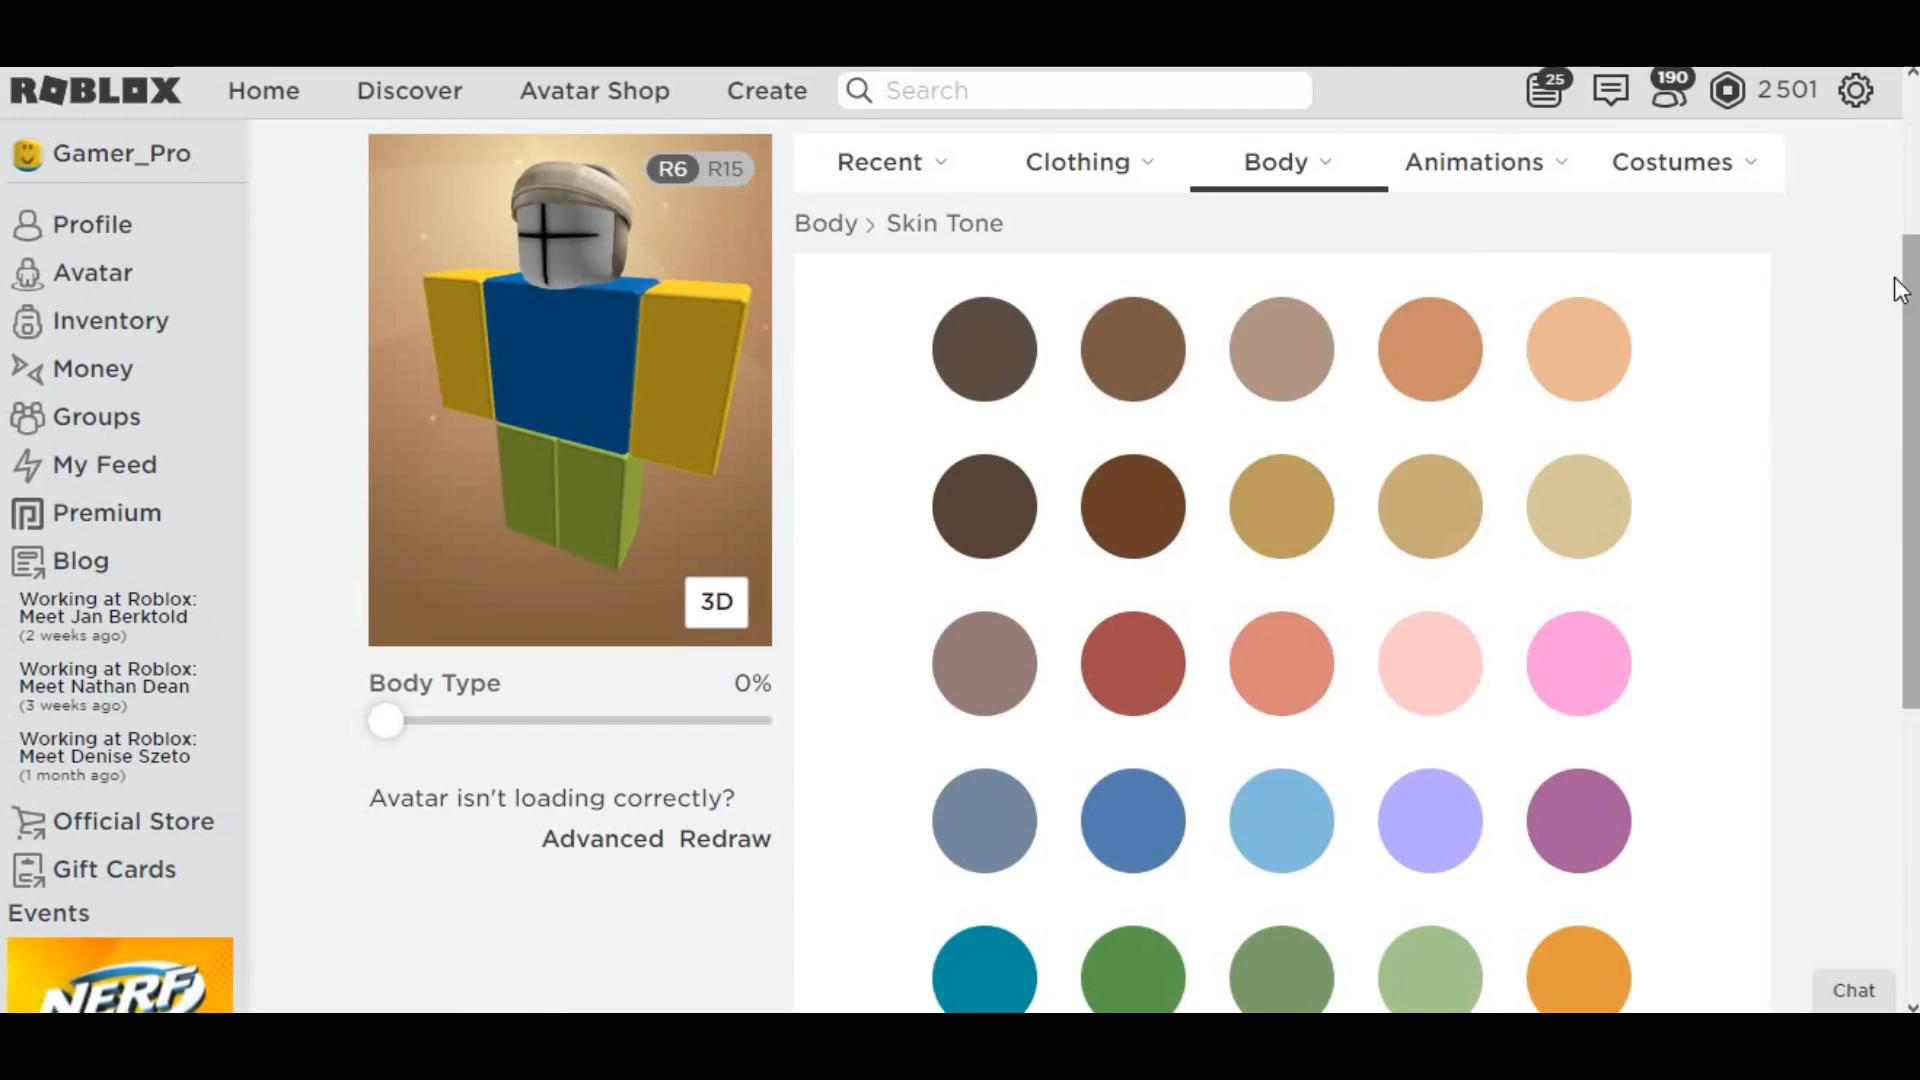 ROBLOX
Home
Discover
Avatar Shop
Create
Search
25
190
2 501
Gamer_Pro
Profile
Avatar
Inventory
Money
Groups
My Feed
Premium
Blog
Working at Roblox:
Meet Jan Berktold
(2 weeks ago)
Working at Roblox:
Meet Nathan Dean
(3 weeks ago)
Working at Roblox:
Meet Denise Szeto
(1 month ago)
Official Store
Gift Cards
Events
NERF
R6 R15
3D
Body Type 0%
Avatar isn't loading correctly?
Advanced Redraw
Recent
Clothing
Body
Animations
Costumes
Body > Skin Tone
Chat